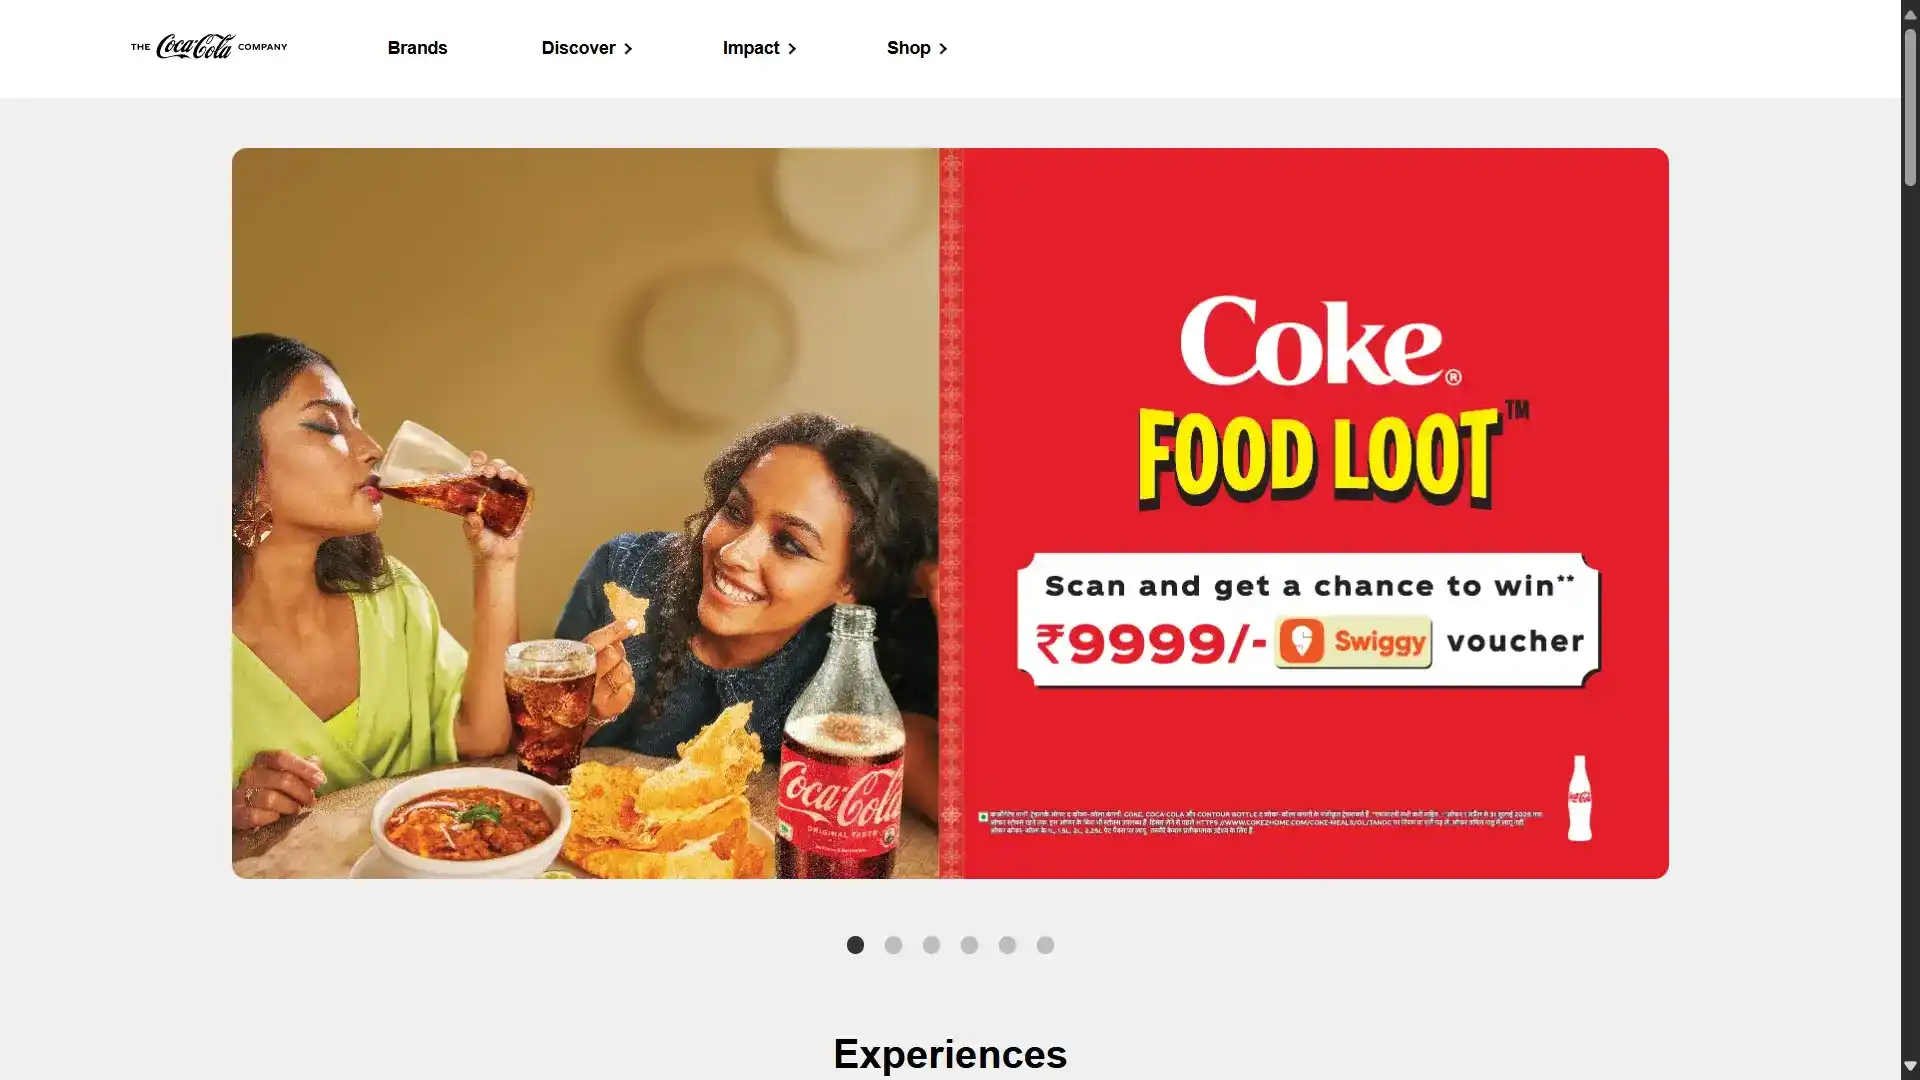 THE Coca-Cola COMPANY
Brands
Discover
Impact
Shop
Coke®
FOOD LOOT™
Scan and get a chance to win**
₹9999/- Swiggy voucher
Coca-Cola
ORIGINAL TASTE
Coca-Cola
Experiences